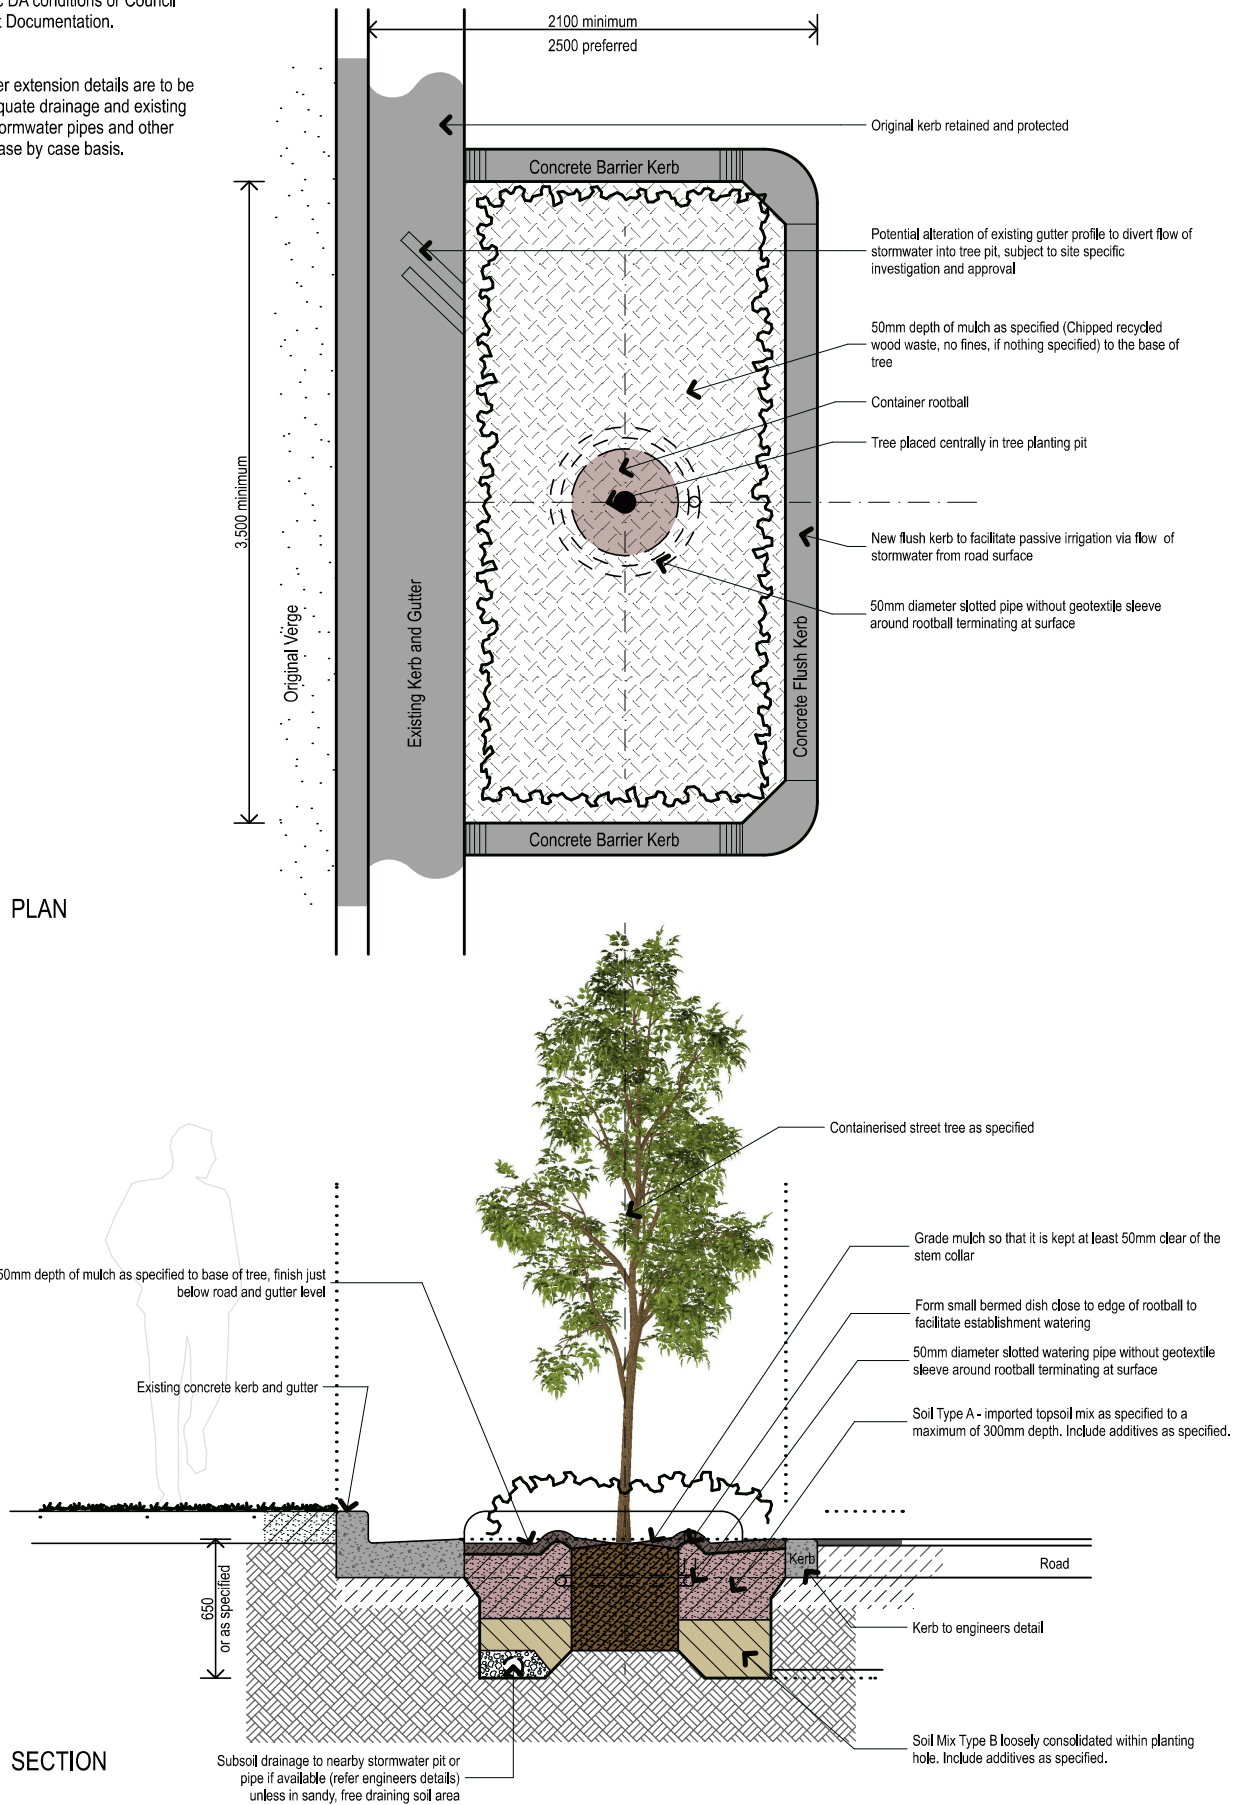 DA conditions or Council
t Documentation.
er extension details are to be
quate drainage and existing
ormwater pipes and other
ase by case basis.
2100 minimum
2500 preferred
Original kerb retained and protected
Concrete Barrier Kerb
Potential alteration of existing gutter profile to divert flow of
stormwater into tree pit, subject to site specific
investigation and approval
50mm depth of mulch as specified (Chipped recycled
wood waste, no fines, if nothing specified) to the base of
tree
Container rootball
Tree placed centrally in tree planting pit
3,500 minimum
New flush kerb to facilitate passive irrigation via flow of
stormwater from road surface
50mm diameter slotted pipe without geotextile sleeve
around rootball terminating at surface
Original Verge
Existing Kerb and Gutter
Concrete Flush Kerb
Concrete Barrier Kerb
PLAN
Containerised street tree as specified
Grade mulch so that it is kept at least 50mm clear of the
stem collar
50mm depth of mulch as specified to base of tree, finish just
below road and gutter level
Form small bermed dish close to edge of rootball to
facilitate establishment watering
50mm diameter slotted watering pipe without geotextile
sleeve around rootball terminating at surface
Existing concrete kerb and gutter
Soil Type A - imported topsoil mix as specified to a
maximum of 300mm depth. Include additives as specified.
Kerb
Road
650
or as specified
Kerb to engineers detail
Soil Mix Type B loosely consolidated within planting
hole. Include additives as specified.
SECTION
Subsoil drainage to nearby stormwater pit or
pipe if available (refer engineers details)
unless in sandy, free draining soil area